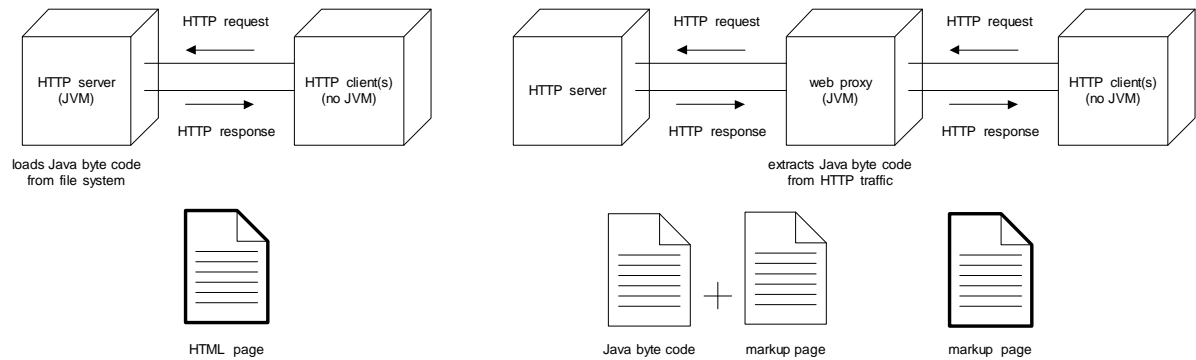 HTTP request
HTTP server
(JVM)
HTTP client(s)
(no JVM)
HTTP response
loads Java byte code
from file system
HTML page
HTTP request
HTTP request
HTTP server
web proxy
(JVM)
HTTP client(s)
(no JVM)
HTTP response
HTTP response
extracts Java byte code
from HTTP traffic
Java byte code
markup page
markup page